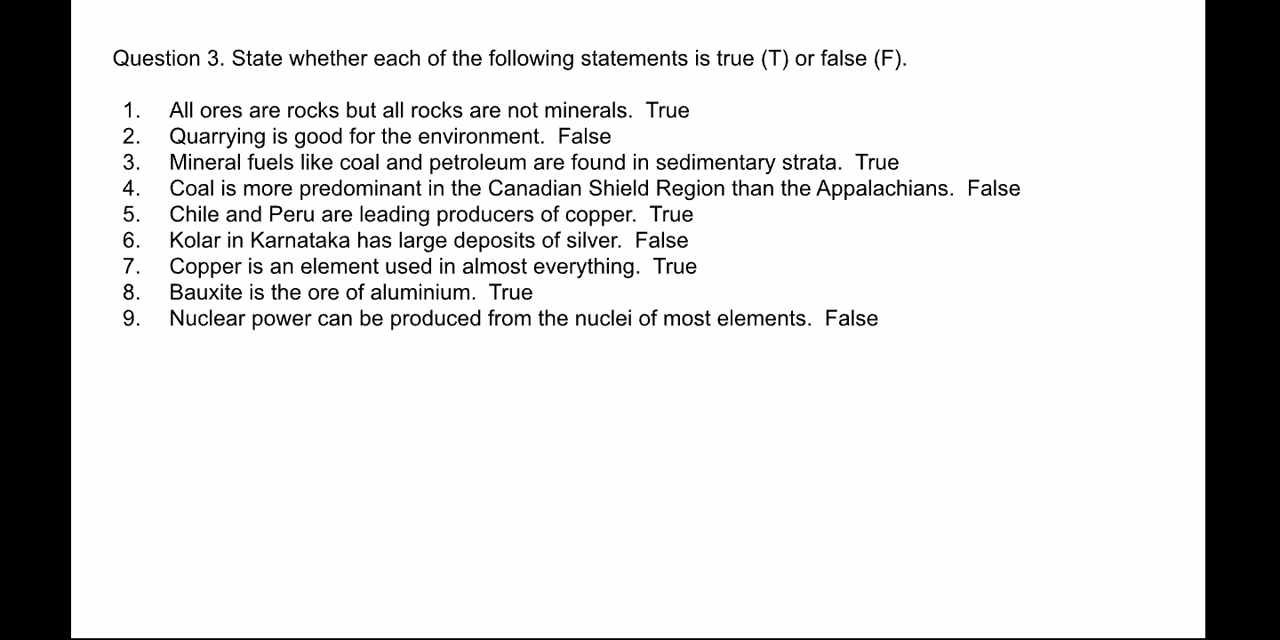 Question 3. State whether each of the following statements is true (T) or false (F).
1. All ores are rocks but all rocks are not minerals. True
2. Quarrying is good for the environment. False
3. Mineral fuels like coal and petroleum are found in sedimentary strata. True
4. Coal is more predominant in the Canadian Shield Region than the Appalachians. False
5. Chile and Peru are leading producers of copper. True
6. Kolar in Karnataka has large deposits of silver. False
7. Copper is an element used in almost everything. True
8. Bauxite is the ore of aluminium. True
9. Nuclear power can be produced from the nuclei of most elements. False